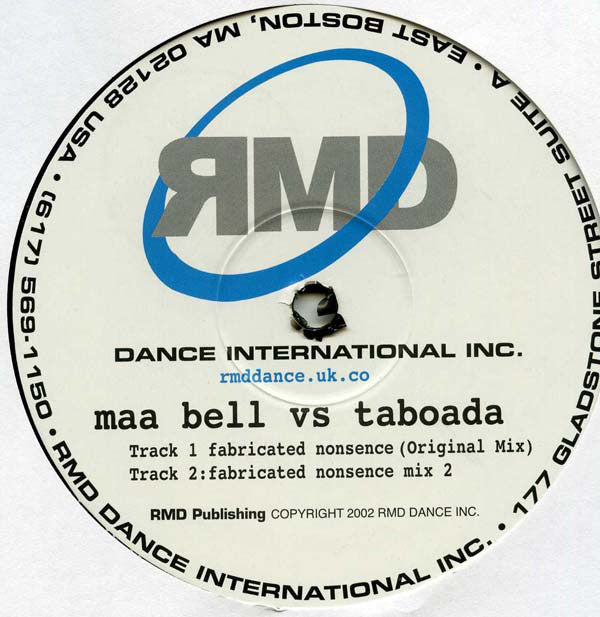 RMD
DANCE INTERNATIONAL INC.
rmddance.uk.co
maa bell vs taboada
Track 1 fabricated nonsence (Original Mix)
Track 2:fabricated nonsence mix 2
RMD Publishing COPYRIGHT 2002 RMD DANCE INC.
RMD DANCE INTERNATIONAL INC. • 177 GLADSTONE STREET SUITE A • EAST BOSTON, MA 02128 USA • (617) 569-1150 •